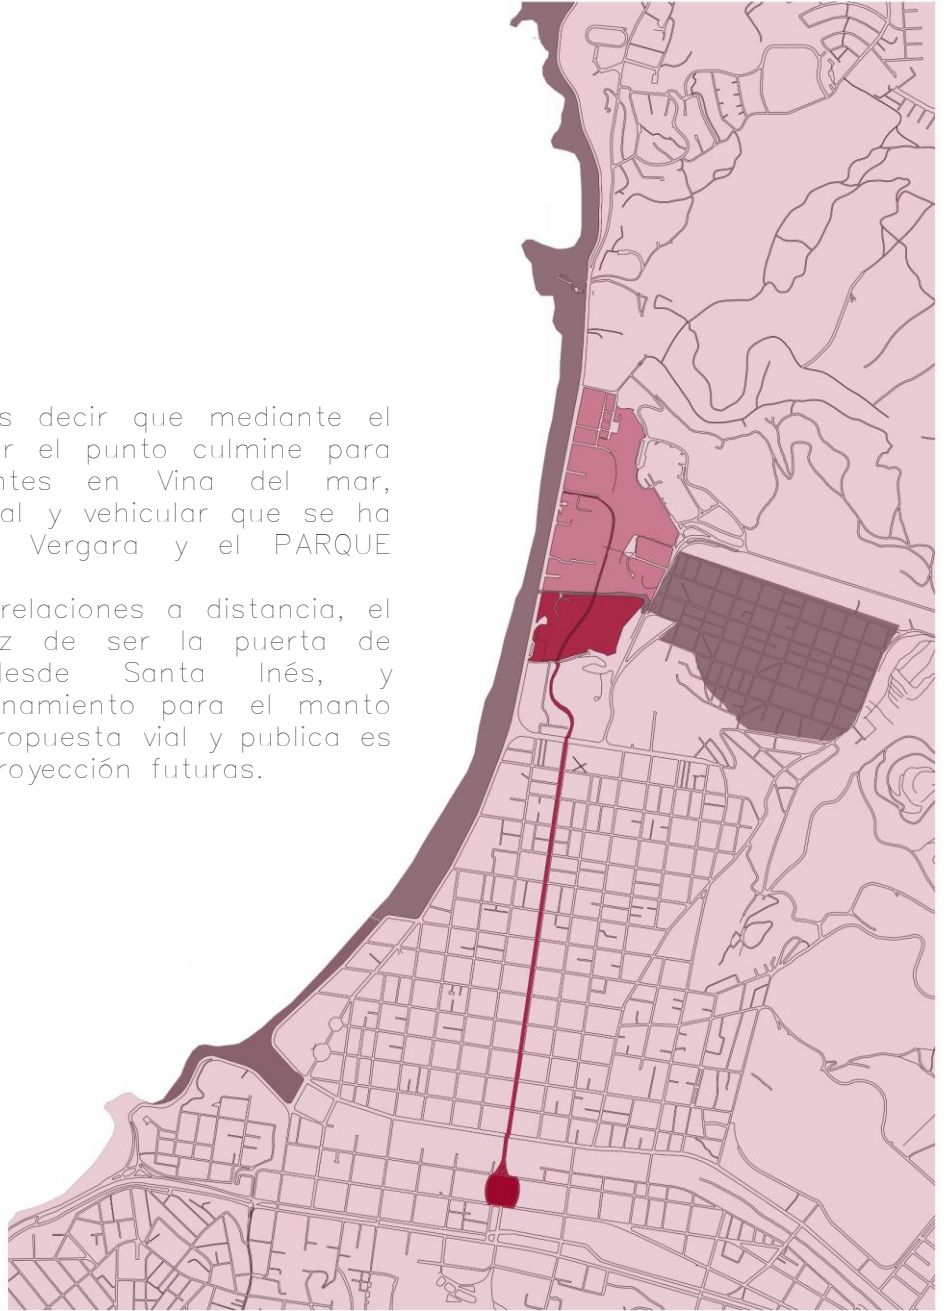 s decir que mediante el
r el punto culmine para
ntes en Vina del mar,
al y vehicular que se ha
Vergara y el PARQUE
relaciones a distancia, el
z de ser la puerta de
desde Santa Inés, y
namiento para el manto
ropuesta vial y publica es
royección futuras.